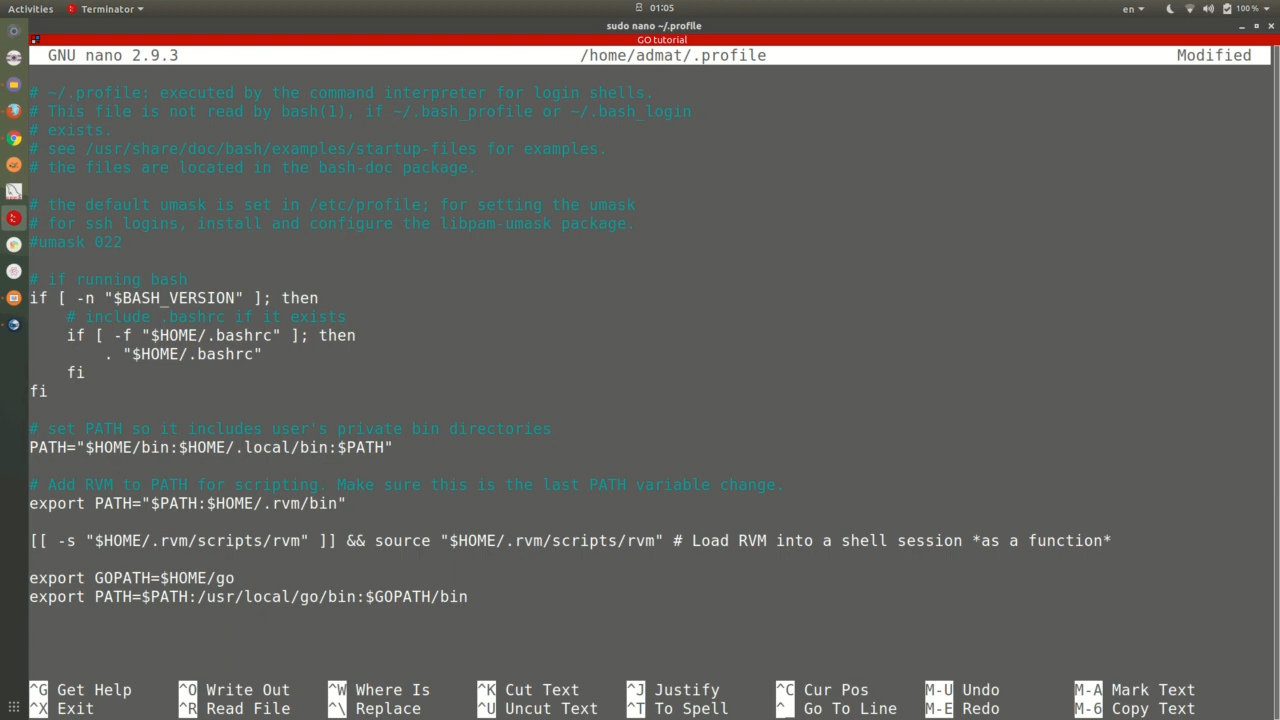 Activities Terminator 01:05 en 100 %
sudo nano ~/.profile
GO tutorial
GNU nano 2.9.3 /home/admat/.profile Modified
# ~/.profile: executed by the command interpreter for login shells.
# This file is not read by bash(1), if ~/.bash_profile or ~/.bash_login
# exists.
# see /usr/share/doc/bash/examples/startup-files for examples.
# the files are located in the bash-doc package.
# the default umask is set in /etc/profile; for setting the umask
# for ssh logins, install and configure the libpam-umask package.
#umask 022
# if running bash
if [ -n "$BASH_VERSION" ]; then
# include .bashrc if it exists
if [ -f "$HOME/.bashrc" ]; then
. "$HOME/.bashrc"
fi
fi
# set PATH so it includes user's private bin directories
PATH="$HOME/bin:$HOME/.local/bin:$PATH"
# Add RVM to PATH for scripting. Make sure this is the last PATH variable change.
export PATH="$PATH:$HOME/.rvm/bin"
[[ -s "$HOME/.rvm/scripts/rvm" ]] && source "$HOME/.rvm/scripts/rvm" # Load RVM into a shell session *as a function*
export GOPATH=$HOME/go
export PATH=$PATH:/usr/local/go/bin:$GOPATH/bin
^G Get Help ^O Write Out ^W Where Is ^K Cut Text ^J Justify ^C Cur Pos M-U Undo M-A Mark Text
^X Exit ^R Read File ^\ Replace ^U Uncut Text ^T To Spell ^_ Go To Line M-E Redo M-6 Copy Text